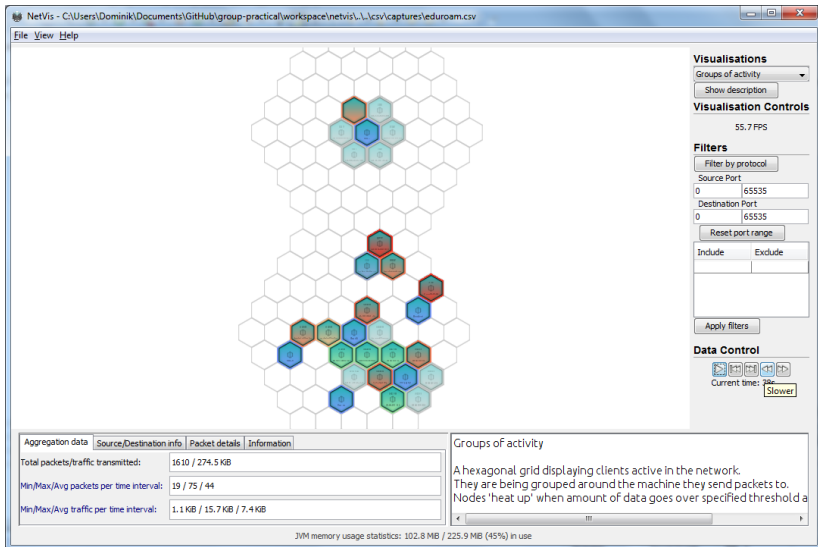 NetVis - C:\Users\Dominik\Documents\GitHub\group-practical\workspace\netvis\..\..\csv\captures\eduroam.csv
File View Help
Visualisations
Groups of activity
Show description
Visualisation Controls
55.7 FPS
Filters
Filter by protocol
Source Port
0 65535
Destination Port
0 65535
Reset port range
Include Exclude
Apply filters
Data Control
Current time:
Slower
Aggregation data Source/Destination info Packet details Information
Total packets/traffic transmitted: 1610 / 274.5 KiB
Min/Max/Avg packets per time interval: 19 / 75 / 44
Min/Max/Avg traffic per time interval: 1.1 KiB / 15.7 KiB / 7.4 KiB
Groups of activity
A hexagonal grid displaying clients active in the network.
They are being grouped around the machine they send packets to.
Nodes 'heat up' when amount of data goes over specified threshold a
JVM memory usage statistics: 102.8 MiB / 225.9 MiB (45%) in use